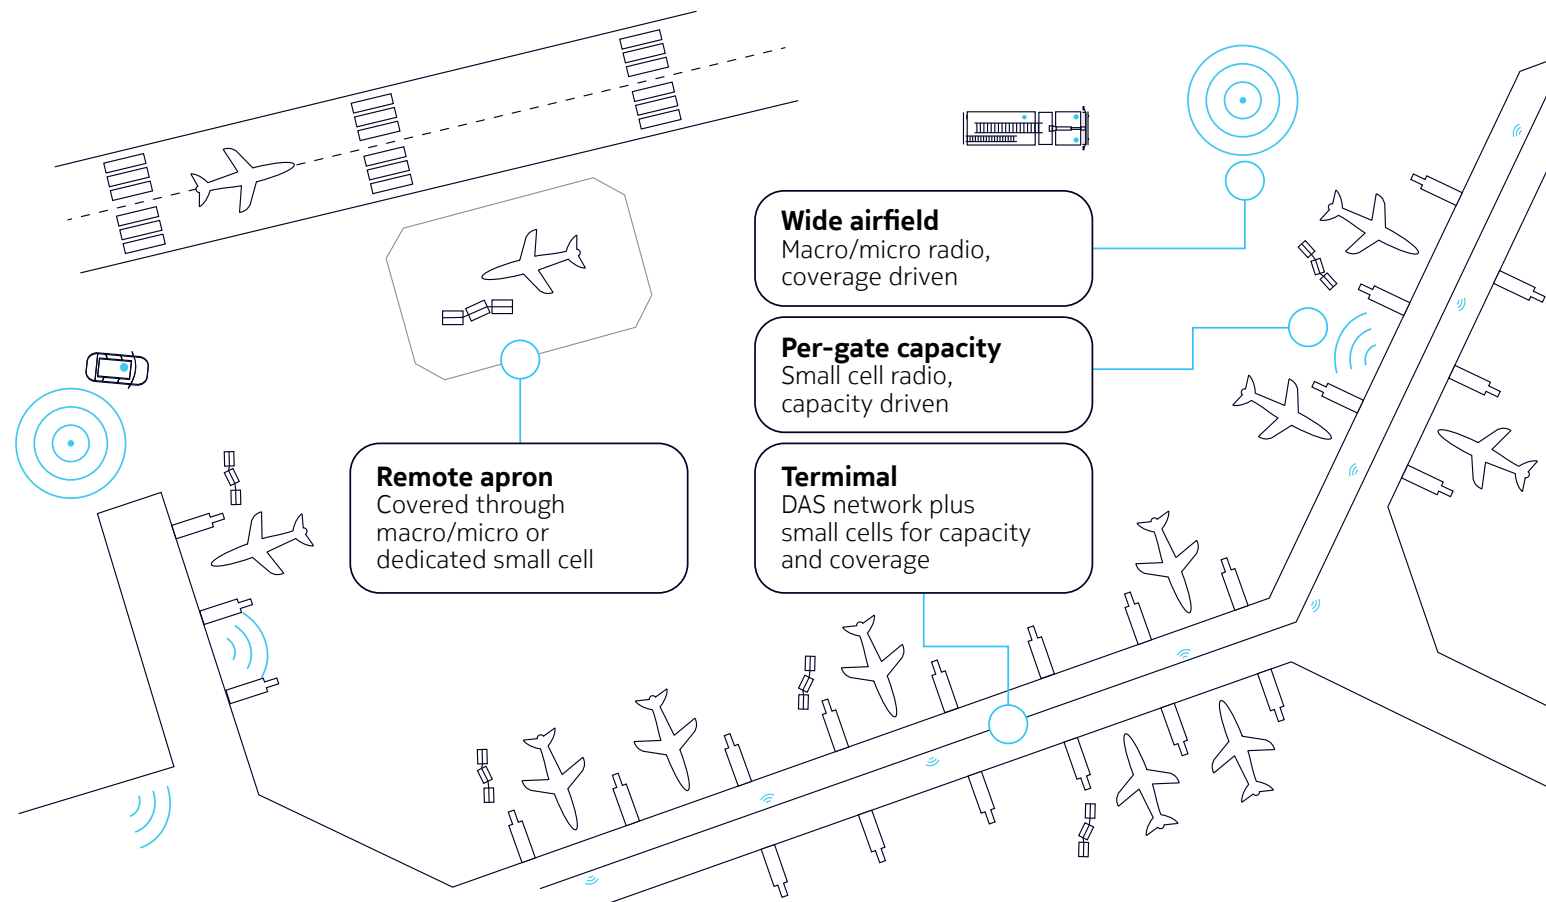 Wide airfield
Macro/micro radio,
coverage driven
Per-gate capacity
Small cell radio,
capacity driven
Remote apron
Covered through
macro/micro or
dedicated small cell
Termimal
DAS network plus
small cells for capacity
and coverage